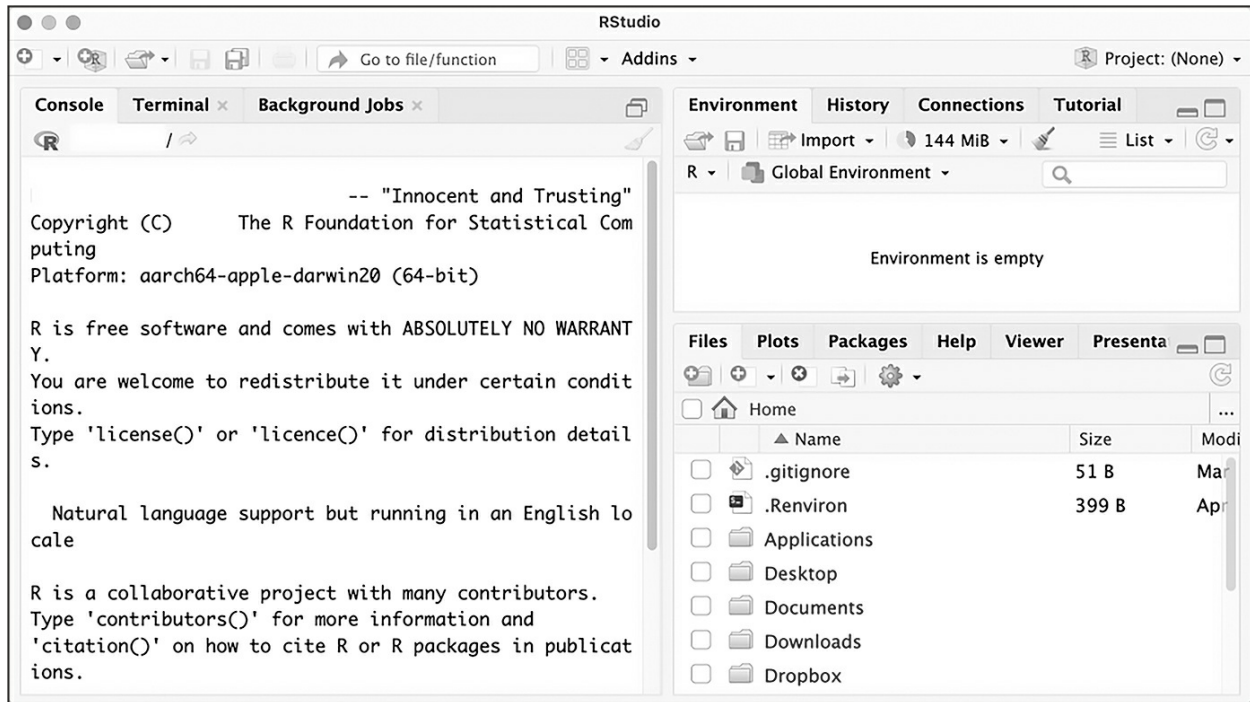 RStudio
Go to file/function
Addins
Project: (None)
Console Terminal Background Jobs
R /
-- "Innocent and Trusting"
Copyright (C) The R Foundation for Statistical Com
puting
Platform: aarch64-apple-darwin20 (64-bit)
R is free software and comes with ABSOLUTELY NO WARRANT
Y.
You are welcome to redistribute it under certain condit
ions.
Type 'license()' or 'licence()' for distribution detail
s.
Natural language support but running in an English lo
cale
R is a collaborative project with many contributors.
Type 'contributors()' for more information and
'citation()' on how to cite R or R packages in publicat
ions.
Environment History Connections Tutorial
Import 144 MiB List
R Global Environment
Environment is empty
Files Plots Packages Help Viewer Presenta
Home ...
Name Size Modi
.gitignore 51 B Mar
.Renviron 399 B Apr
Applications
Desktop
Documents
Downloads
Dropbox